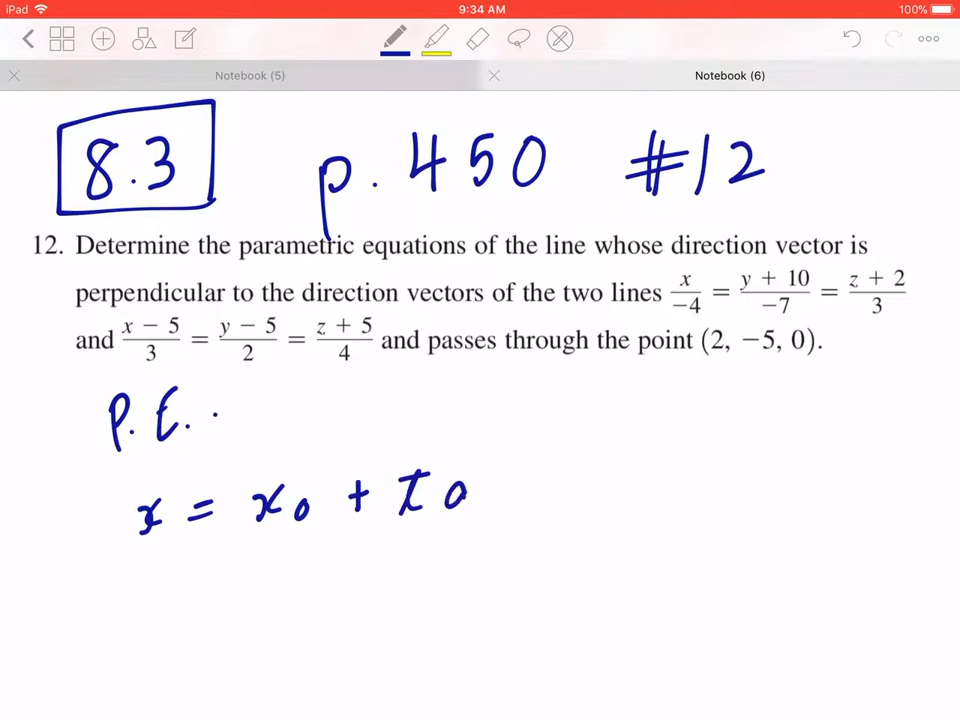 iPad 9:34 AM 100%
Notebook (5) Notebook (6)
8.3 p. 450 #12
12. Determine the parametric equations of the line whose direction vector is
perpendicular to the direction vectors of the two lines x/−4 = y + 10/−7 = z + 2/3
and x − 5/3 = y − 5/2 = z + 5/4 and passes through the point (2, −5, 0).
P.E.
x = x₀ + t a